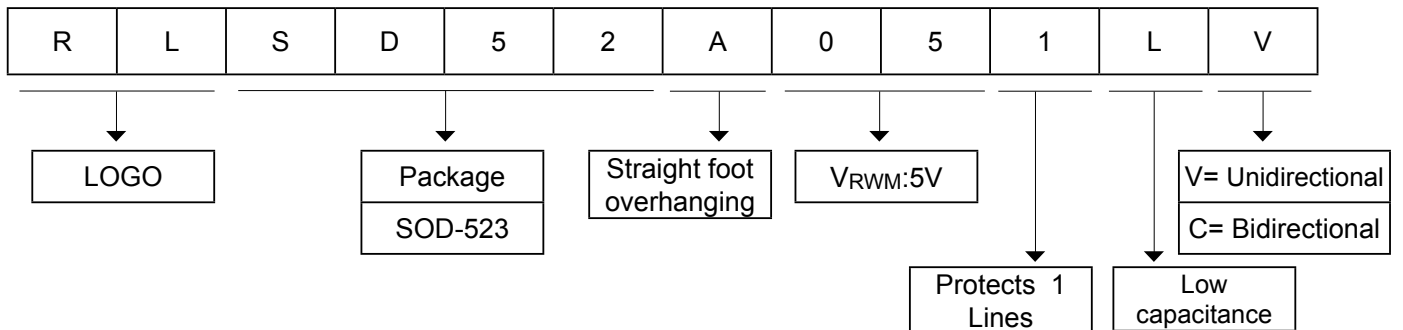 R L S D 5 2 A 0 5 1 L V
LOGO
Package
SOD-523
Straight foot
overhanging
VRWM:5V
V= Unidirectional
C= Bidirectional
Protects 1
Lines
Low
capacitance